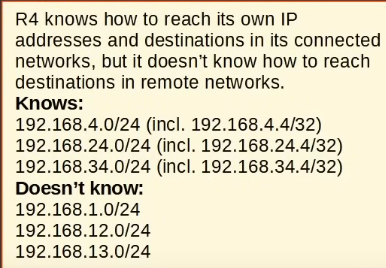 R4 knows how to reach its own IP
addresses and destinations in its connected
networks, but it doesn’t know how to reach
destinations in remote networks.
Knows:
192.168.4.0/24 (incl. 192.168.4.4/32)
192.168.24.0/24 (incl. 192.168.24.4/32)
192.168.34.0/24 (incl. 192.168.34.4/32)
Doesn’t know:
192.168.1.0/24
192.168.12.0/24
192.168.13.0/24